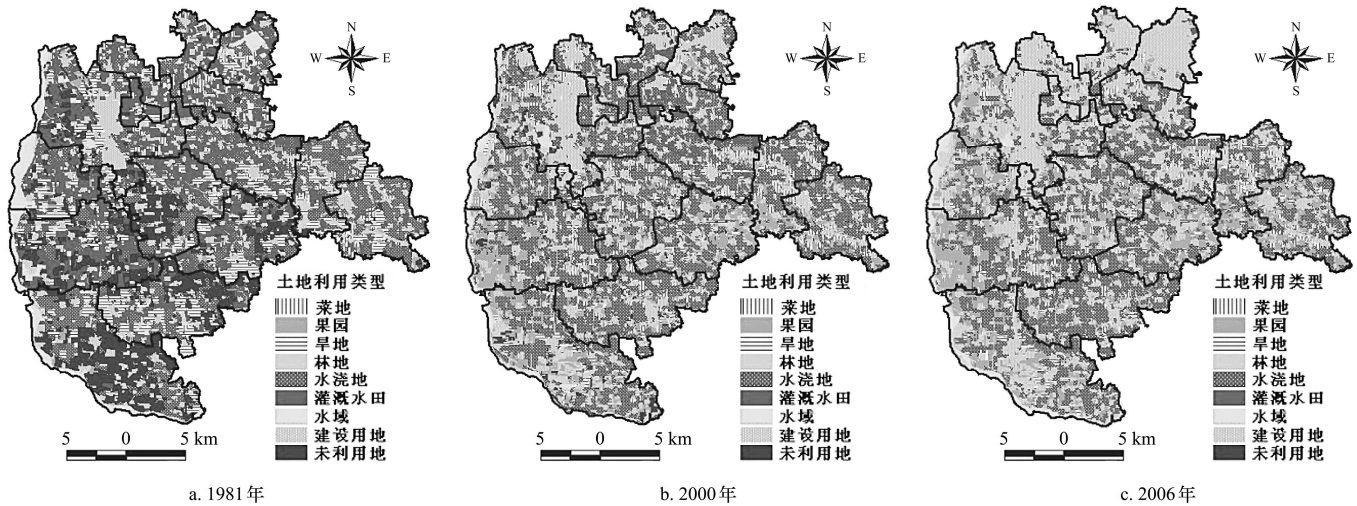 N
W E
S
土地利用类型
菜地
果园
旱地
林地
水浇地
灌溉水田
水域
建设用地
未利用地
5 0 5 km
a. 1981年
N
W E
S
土地利用类型
菜地
果园
旱地
林地
水浇地
灌溉水田
水域
建设用地
未利用地
5 0 5 km
b. 2000年
N
W E
S
土地利用类型
菜地
果园
旱地
林地
水浇地
灌溉水田
水域
建设用地
未利用地
5 0 5 km
c. 2006年